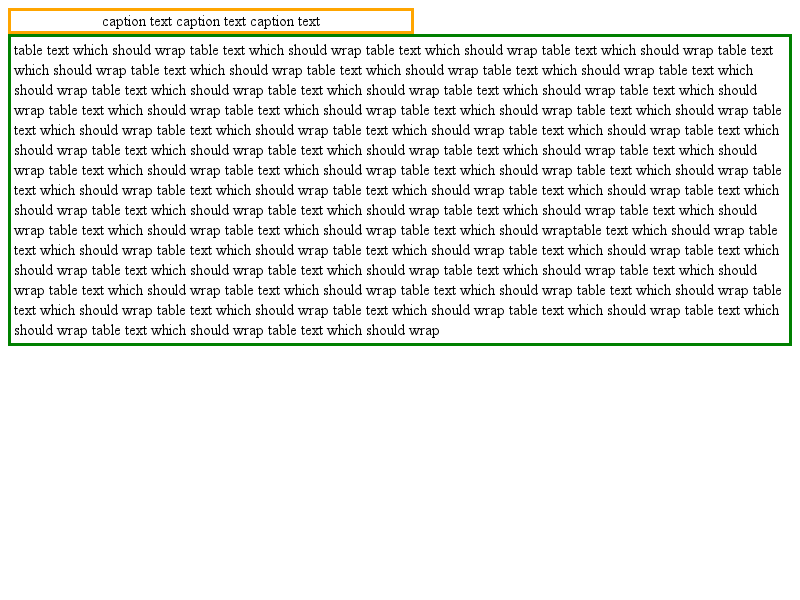 caption text caption text caption text
table text which should wrap table text which should wrap table text which should wrap table text which should wrap table text
which should wrap table text which should wrap table text which should wrap table text which should wrap table text which
should wrap table text which should wrap table text which should wrap table text which should wrap table text which should
wrap table text which should wrap table text which should wrap table text which should wrap table text which should wrap table
text which should wrap table text which should wrap table text which should wrap table text which should wrap table text which
should wrap table text which should wrap table text which should wrap table text which should wrap table text which should
wrap table text which should wrap table text which should wrap table text which should wrap table text which should wrap table
text which should wrap table text which should wrap table text which should wrap table text which should wrap table text which
should wrap table text which should wrap table text which should wrap table text which should wrap table text which should
wrap table text which should wrap table text which should wrap table text which should wraptable text which should wrap table
text which should wrap table text which should wrap table text which should wrap table text which should wrap table text which
should wrap table text which should wrap table text which should wrap table text which should wrap table text which should
wrap table text which should wrap table text which should wrap table text which should wrap table text which should wrap table
text which should wrap table text which should wrap table text which should wrap table text which should wrap table text which
should wrap table text which should wrap table text which should wrap